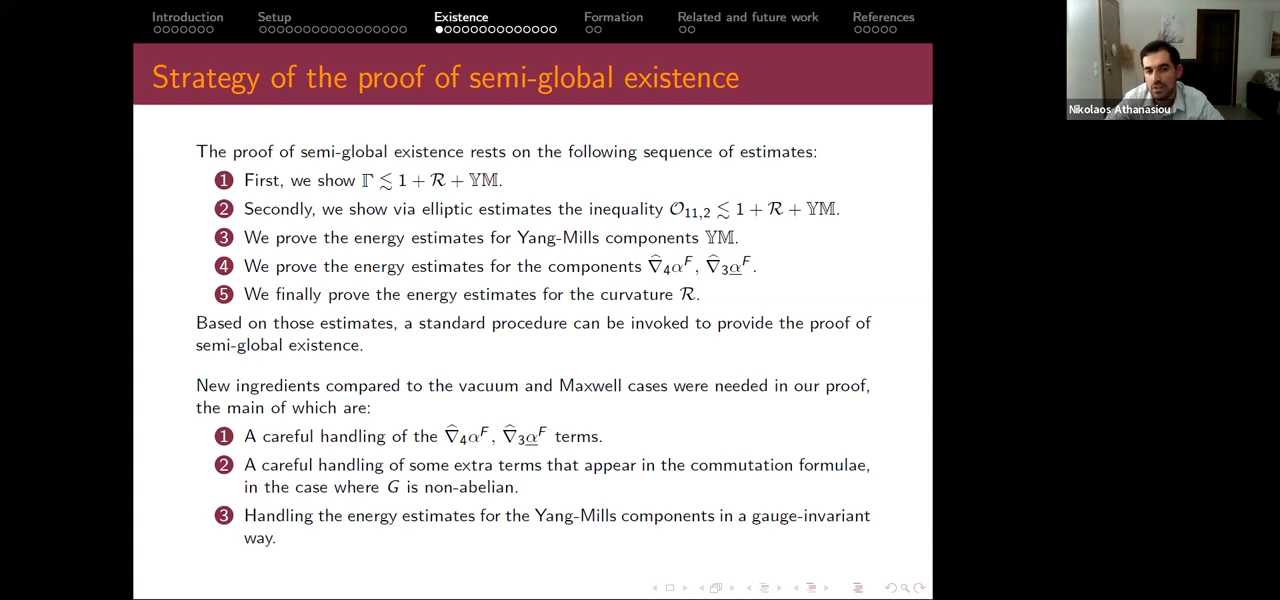 Introduction Setup Existence Formation Related and future work References
Strategy of the proof of semi-global existence
Nikolaos Athanasiou
The proof of semi-global existence rests on the following sequence of estimates:
1 First, we show Γ ≲ 1 + ℛ + 𝕐𝕄.
2 Secondly, we show via elliptic estimates the inequality 𝒪₁₁,₂ ≲ 1 + ℛ + 𝕐𝕄.
3 We prove the energy estimates for Yang-Mills components 𝕐𝕄.
4 We prove the energy estimates for the components ∇̂₄α^F, ∇̂₃α̲^F.
5 We finally prove the energy estimates for the curvature ℛ.
Based on those estimates, a standard procedure can be invoked to provide the proof of
semi-global existence.
New ingredients compared to the vacuum and Maxwell cases were needed in our proof,
the main of which are:
1 A careful handling of the ∇̂₄α^F, ∇̂₃α̲^F terms.
2 A careful handling of some extra terms that appear in the commutation formulae,
in the case where G is non-abelian.
3 Handling the energy estimates for the Yang-Mills components in a gauge-invariant
way.